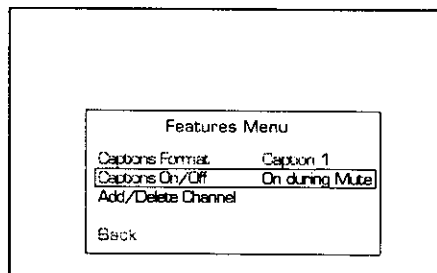 Features Menu
Captions Format Caption 1
Captions On/Off On during Mute
Add/Delete Channel
Back